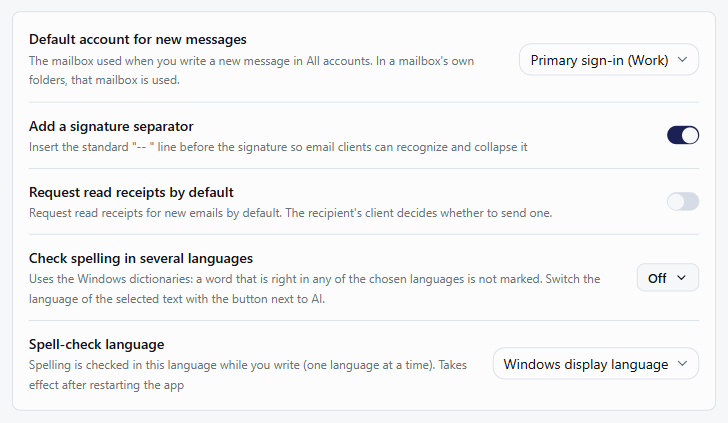 Default account for new messages
The mailbox used when you write a new message in All accounts. In a mailbox's own
folders, that mailbox is used.
Primary sign-in (Work)
Add a signature separator
Insert the standard "-- " line before the signature so email clients can recognize and collapse it
Request read receipts by default
Request read receipts for new emails by default. The recipient's client decides whether to send one.
Check spelling in several languages
Uses the Windows dictionaries: a word that is right in any of the chosen languages is not marked. Switch the
language of the selected text with the button next to AI.
Off
Spell-check language
Spelling is checked in this language while you write (one language at a time). Takes
effect after restarting the app
Windows display language